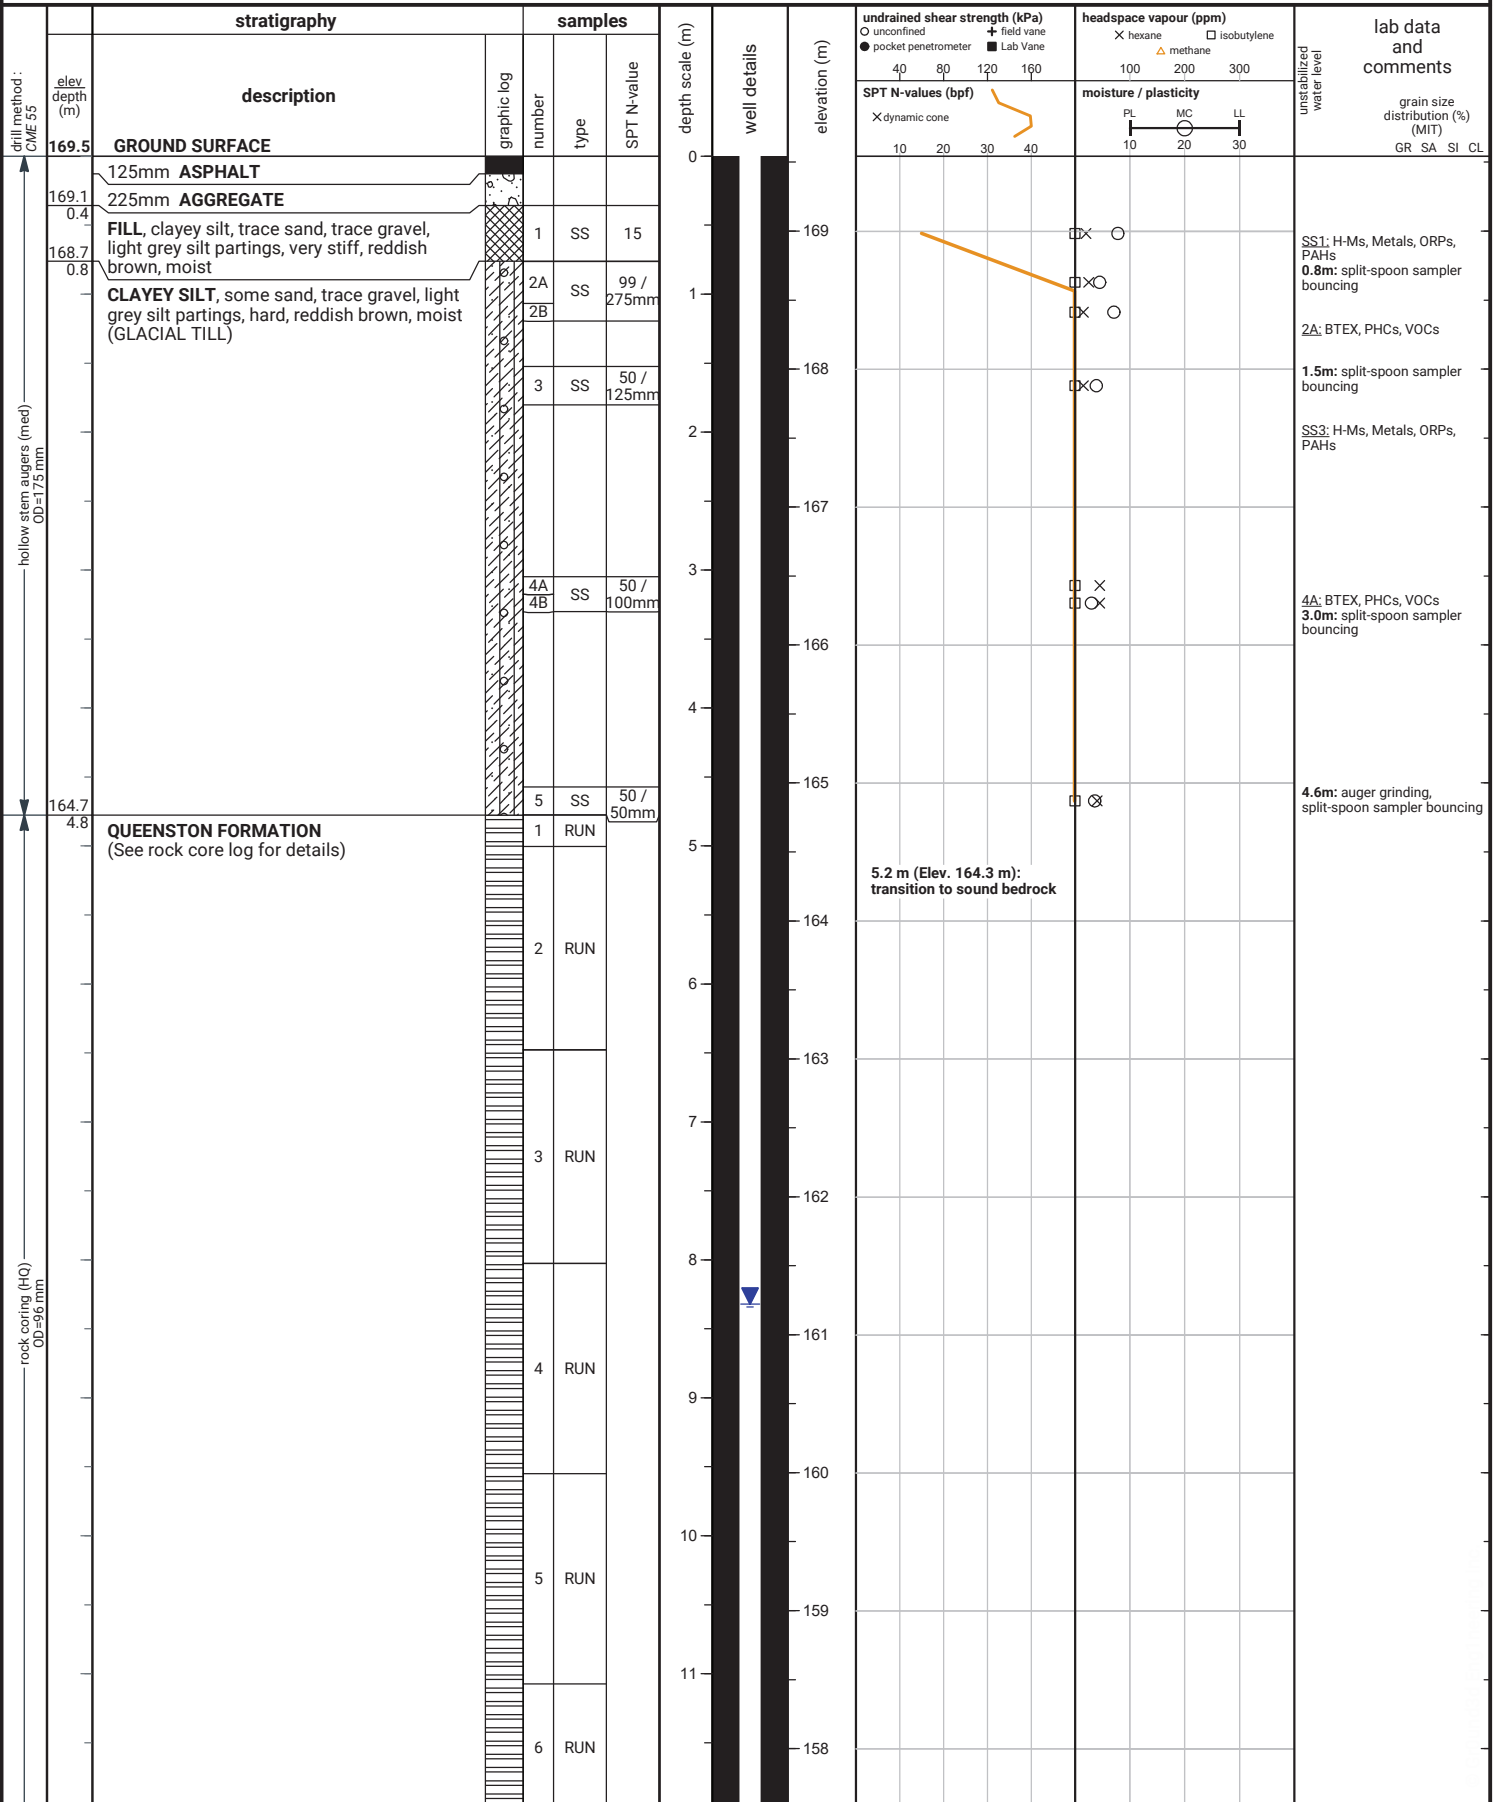 stratigraphy
samples
drill method :
CME 55
elev
depth
(m)
description
graphic log
number
type
SPT N-value
depth scale (m)
well details
elevation (m)
undrained shear strength (kPa)
unconfined
field vane
pocket penetrometer
Lab Vane
40 80 120 160
SPT N-values (bpf)
dynamic cone
10 20 30 40
headspace vapour (ppm)
hexane
isobutylene
methane
100 200 300
moisture / plasticity
PL MC LL
10 20 30
unstabilized
water level
lab data
and
comments
grain size
distribution (%)
(MIT)
GR SA SI CL
169.5 GROUND SURFACE
125mm ASPHALT
169.1 225mm AGGREGATE
0.4
FILL, clayey silt, trace sand, trace gravel,
light grey silt partings, very stiff, reddish
brown, moist
168.7
0.8
CLAYEY SILT, some sand, trace gravel, light
grey silt partings, hard, reddish brown, moist
(GLACIAL TILL)
164.7
4.8
QUEENSTON FORMATION
(See rock core log for details)
hollow stem augers (med)
OD=175 mm
rock coring (HQ)
OD=96 mm
1 SS 15
2A
2B
SS
99 /
275mm
3 SS
50 /
125mm
4A
4B
SS
50 /
100mm
5 SS
50 /
50mm
1 RUN
2 RUN
3 RUN
4 RUN
5 RUN
6 RUN
0
1
2
3
4
5
6
7
8
9
10
11
169
168
167
166
165
164
163
162
161
160
159
158
5.2 m (Elev. 164.3 m):
transition to sound bedrock
SS1: H-Ms, Metals, ORPs,
PAHs
0.8m: split-spoon sampler
bouncing
2A: BTEX, PHCs, VOCs
1.5m: split-spoon sampler
bouncing
SS3: H-Ms, Metals, ORPs,
PAHs
4A: BTEX, PHCs, VOCs
3.0m: split-spoon sampler
bouncing
4.6m: auger grinding,
split-spoon sampler bouncing